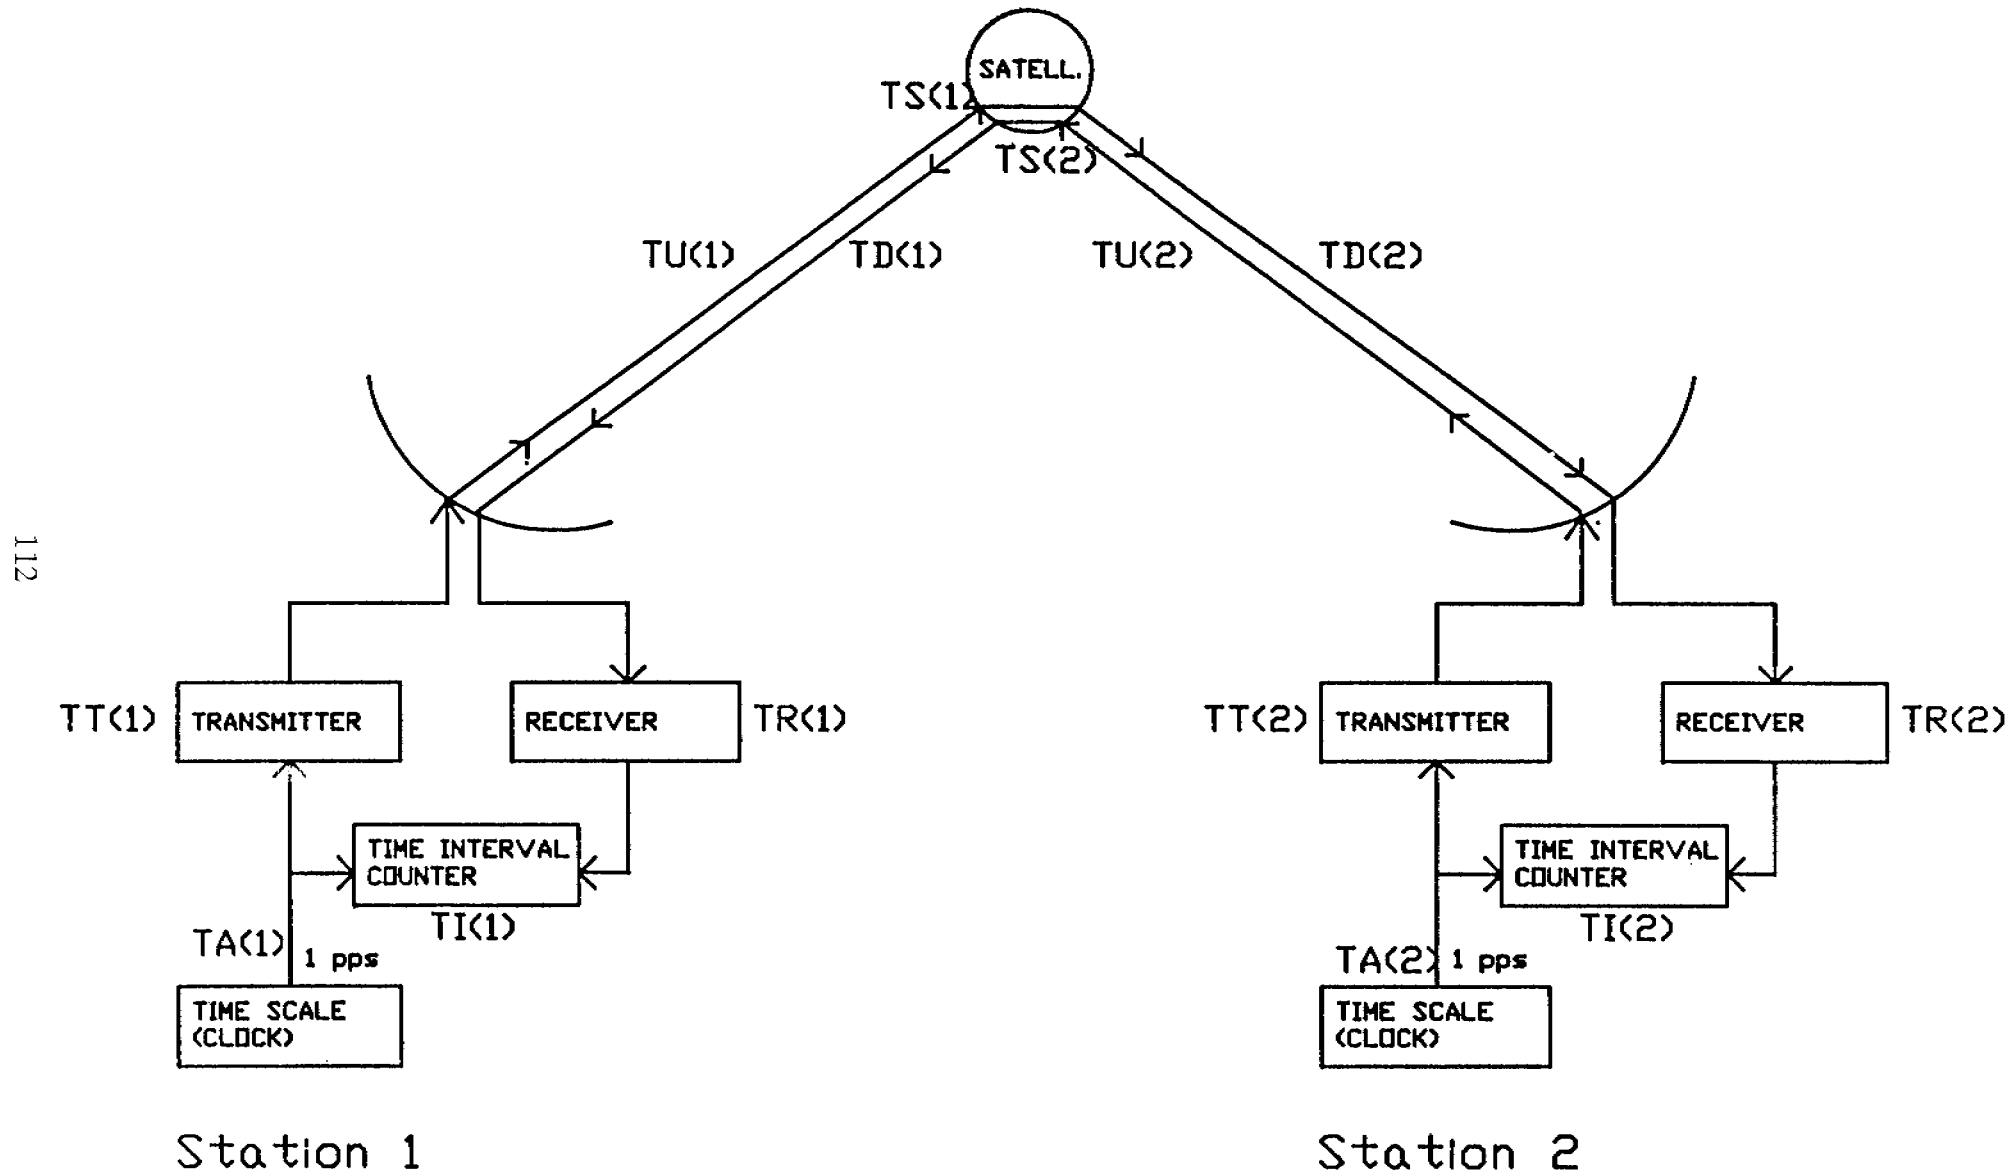 SATELL.
TS(1)
TS(2)
TU(1)
TD(1)
TU(2)
TD(2)
112
TT(1)
TRANSMITTER
RECEIVER
TR(1)
TT(2)
TRANSMITTER
RECEIVER
TR(2)
TIME INTERVAL
COUNTER
TI(1)
TIME INTERVAL
COUNTER
TI(2)
TA(1)
1 pps
TA(2)
1 pps
TIME SCALE
(CLOCK)
TIME SCALE
(CLOCK)
Station 1
Station 2